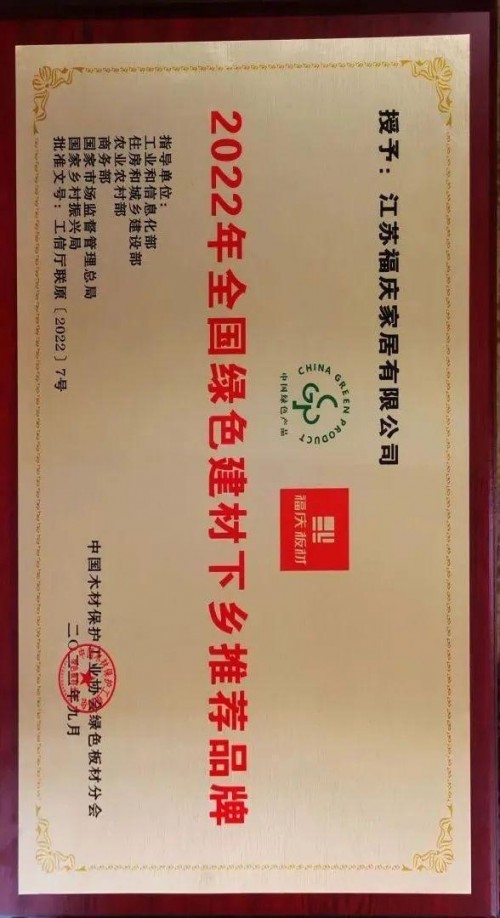 授予：江苏福庆家居有限公司
CHINA GREEN PRODUCT
CGP
中国绿色产品
福庆板材
2022年全国绿色建材下乡推荐品牌
指导单位：
工业和信息化部
住房和城乡建设部
农业农村部
商务部
国家市场监督管理总局
国家乡村振兴局
批准文号：工信厅联原〔2022〕7号
中国木材保护工业协会绿色板材分会
二〇二二年九月